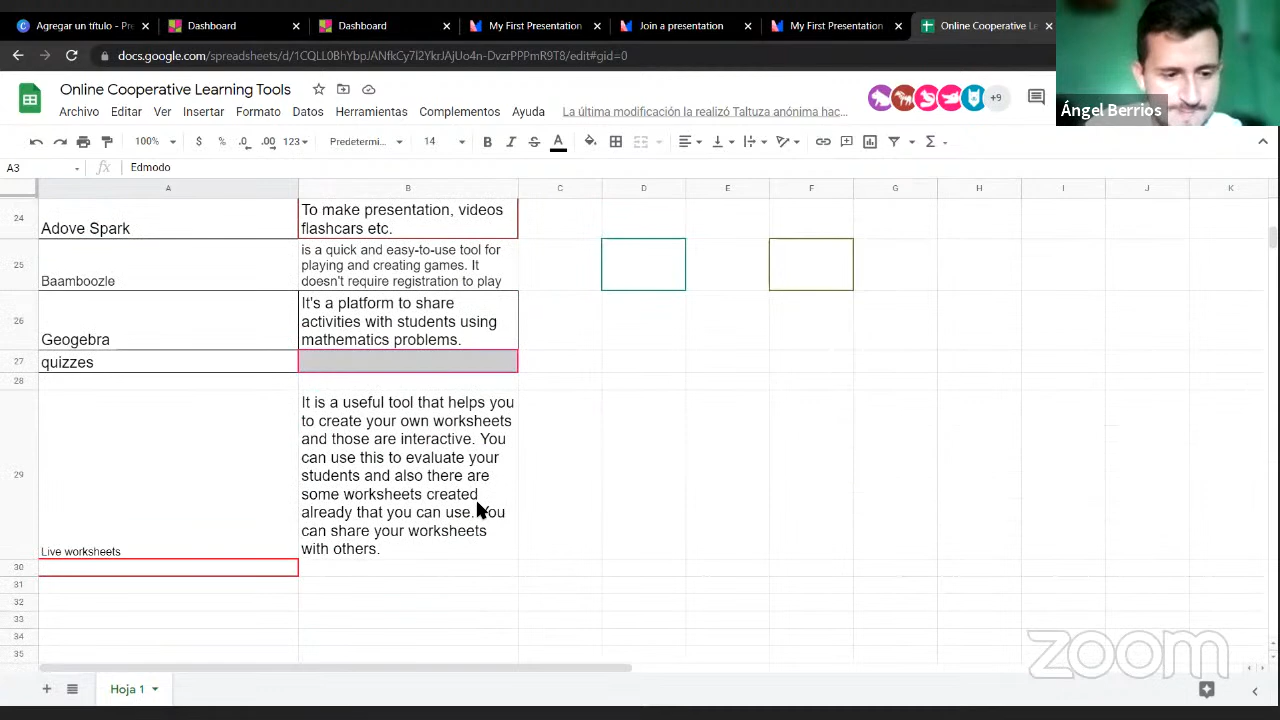 Agregar un título - Pre
Dashboard
Dashboard
My First Presentation
Join a presentation
My First Presentation
Online Cooperative Le
docs.google.com/spreadsheets/d/1CQLL0BhYbpJANfkCy7l2YkrJAjUo4n-DvzrPPPmR9T8/edit#gid=0
Online Cooperative Learning Tools
Archivo Editar Ver Insertar Formato Datos Herramientas Complementos Ayuda La última modificación la realizó Taltuza anónima hac...
+9
Ángel Berrios
100% $ % .0 .00 123 Predetermi... 14
A3 fx Edmodo
A B C D E F G H I J K
24 Adove Spark
To make presentation, videos
flashcars etc.
25 Baamboozle
is a quick and easy-to-use tool for
playing and creating games. It
doesn't require registration to play
26 Geogebra
It's a platform to share
activities with students using
mathematics problems.
27 quizzes
28
29 Live worksheets
It is a useful tool that helps you
to create your own worksheets
and those are interactive. You
can use this to evaluate your
students and also there are
some worksheets created
already that you can use. You
can share your worksheets
with others.
30
31
32
33
34
35
zoom
Hoja 1